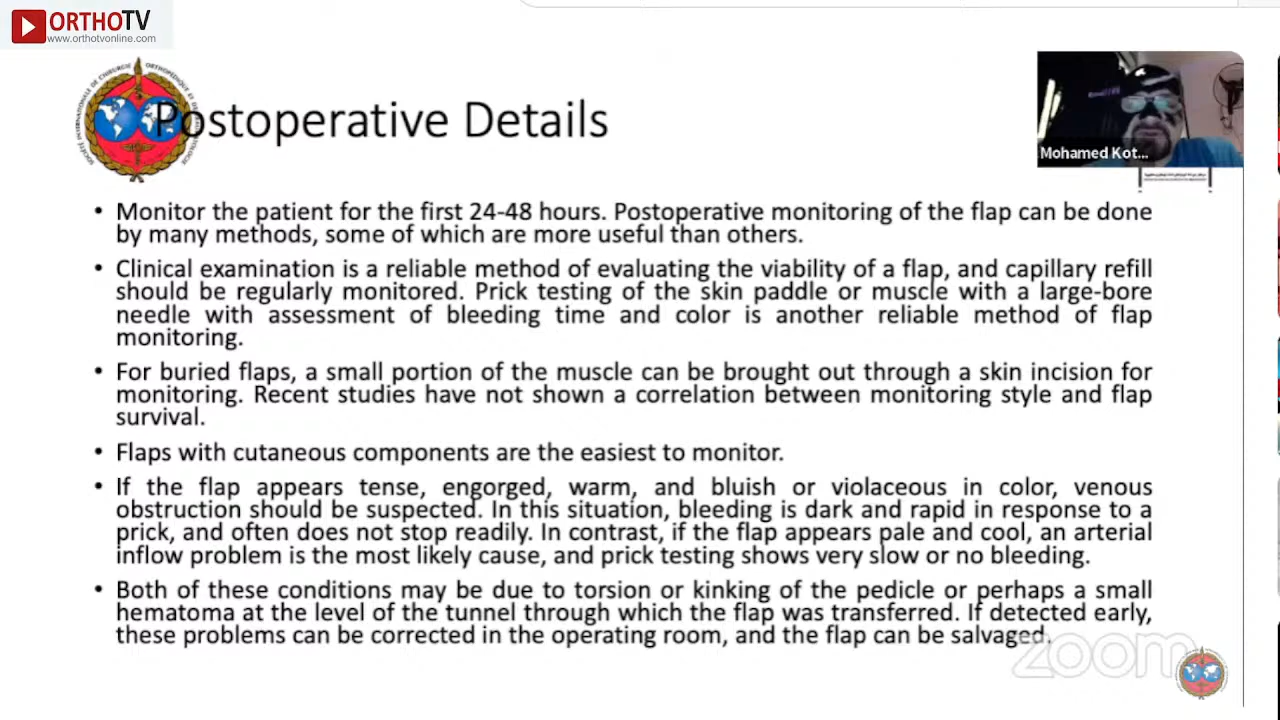 ORTHOTV
www.orthotvonline.com
Postoperative Details
Mohamed Kot...
• Monitor the patient for the first 24-48 hours. Postoperative monitoring of the flap can be done
by many methods, some of which are more useful than others.
• Clinical examination is a reliable method of evaluating the viability of a flap, and capillary refill
should be regularly monitored. Prick testing of the skin paddle or muscle with a large-bore
needle with assessment of bleeding time and color is another reliable method of flap
monitoring.
• For buried flaps, a small portion of the muscle can be brought out through a skin incision for
monitoring. Recent studies have not shown a correlation between monitoring style and flap
survival.
• Flaps with cutaneous components are the easiest to monitor.
• If the flap appears tense, engorged, warm, and bluish or violaceous in color, venous
obstruction should be suspected. In this situation, bleeding is dark and rapid in response to a
prick, and often does not stop readily. In contrast, if the flap appears pale and cool, an arterial
inflow problem is the most likely cause, and prick testing shows very slow or no bleeding.
• Both of these conditions may be due to torsion or kinking of the pedicle or perhaps a small
hematoma at the level of the tunnel through which the flap was transferred. If detected early,
these problems can be corrected in the operating room, and the flap can be salvaged.
zoom